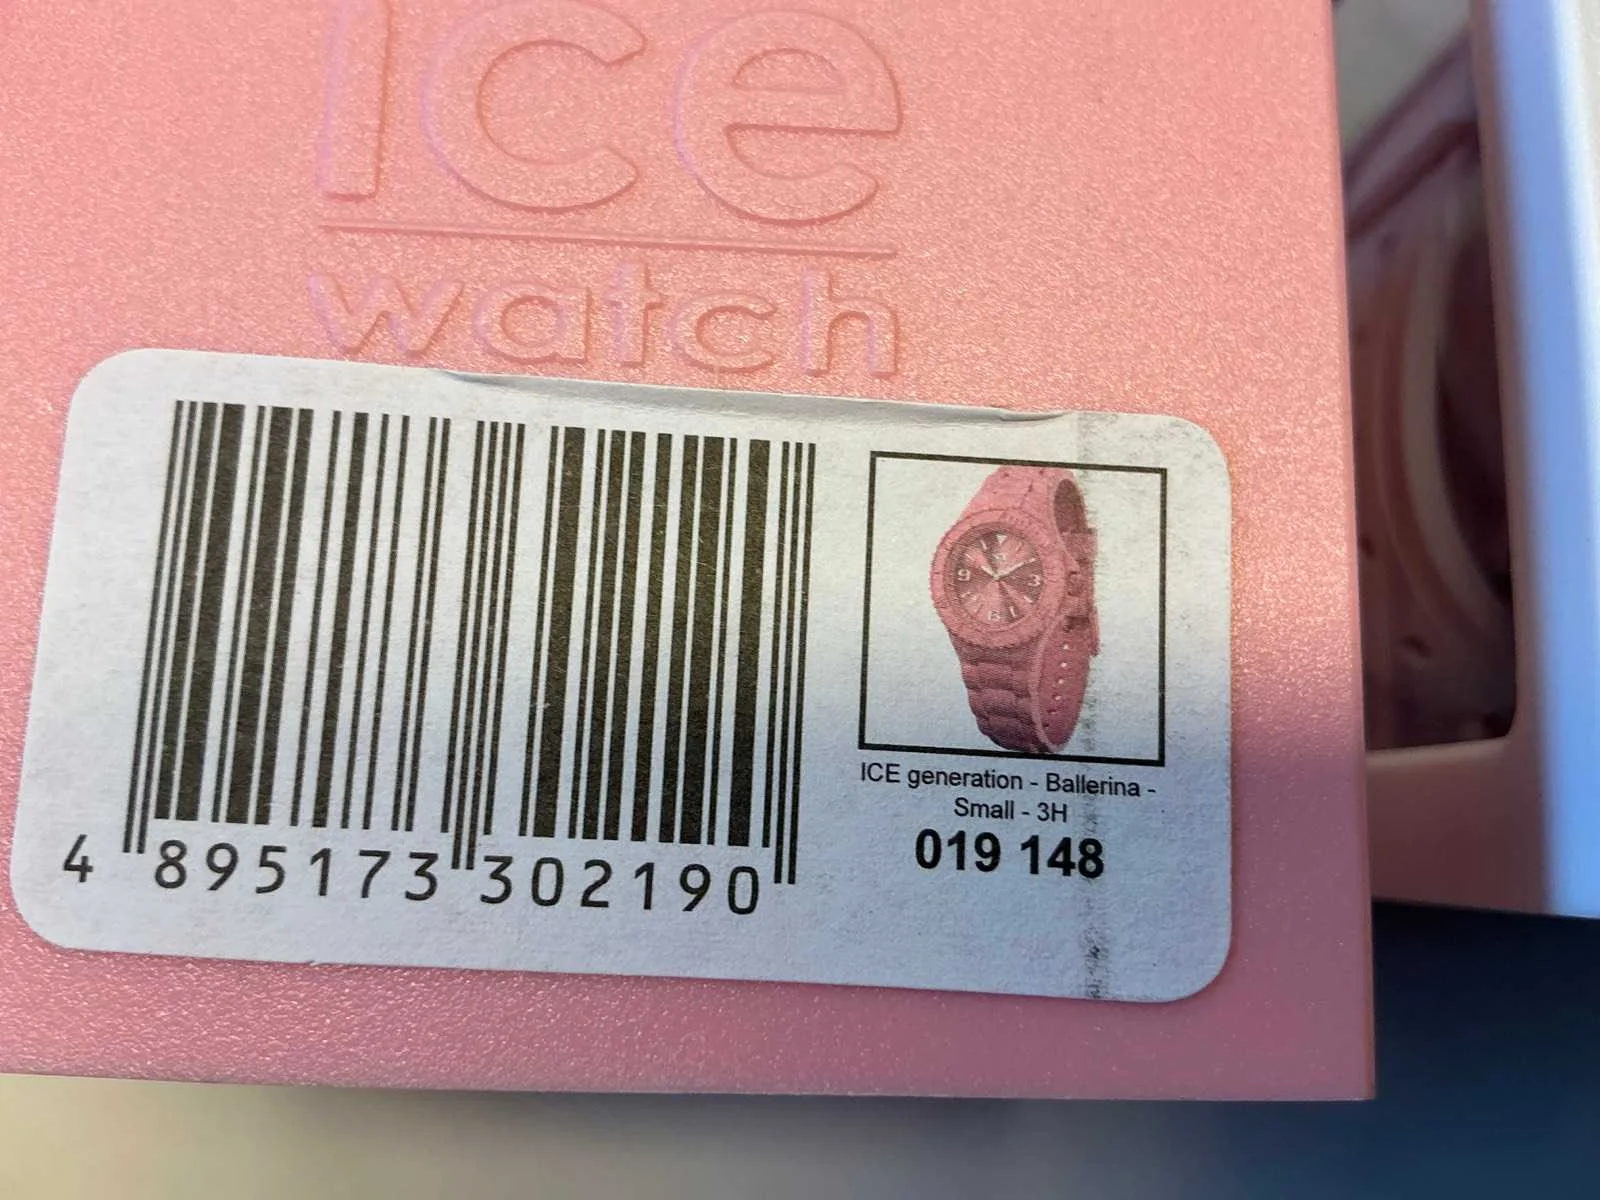 ice
watch
4 895173 302190
ICE generation - Ballerina -
Small - 3H
019 148